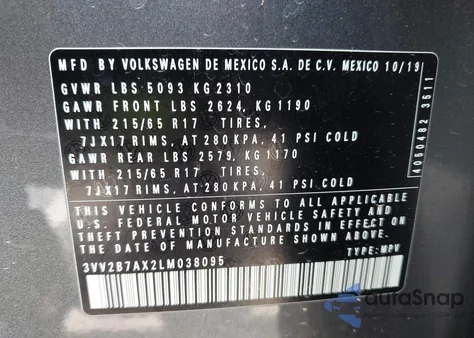 MFD BY VOLKSWAGEN DE MEXICO S.A. DE C.V. MEXICO 10/19
GVWR LBS 5093 KG 2310
GAWR FRONT LBS 2624, KG 1190
WITH 215/65 R17 TIRES,
7JX17 RIMS, AT 280 KPA, 41 PSI COLD
GAWR REAR LBS 2579, KG 1170
WITH 215/65 R17 TIRES,
7JX17 RIMS, AT 280 KPA, 41 PSI COLD
THIS VEHICLE CONFORMS TO ALL APPLICABLE
U.S. FEDERAL MOTOR VEHICLE SAFETY AND
THEFT PREVENTION STANDARDS IN EFFECT ON
THE DATE OF MANUFACTURE SHOWN ABOVE
3VV2B7AX2LM038095 TYPE: MPV
4050482 3511
AutoSnap